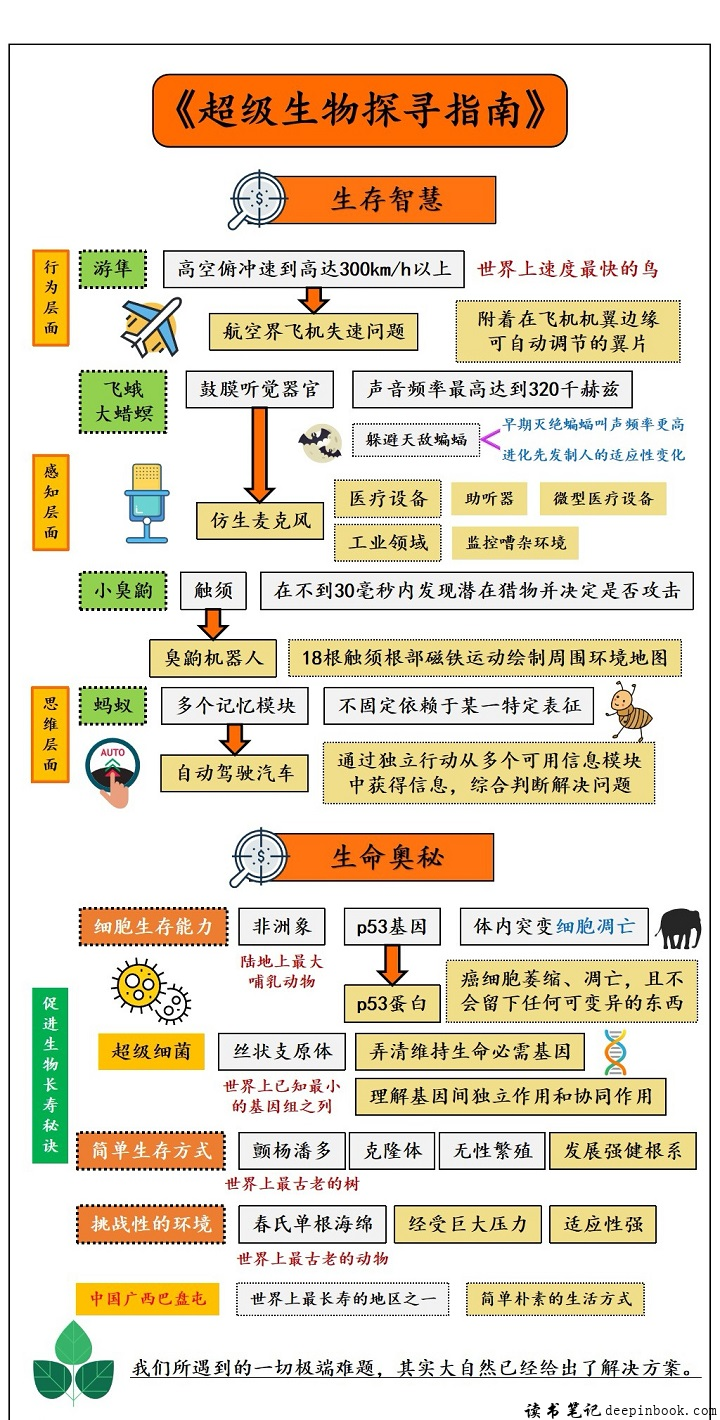 《超级生物探寻指南》
生存智慧
行为层面
游隼
高空俯冲速到高达300km/h以上
世界上速度最快的鸟
航空界飞机失速问题
附着在飞机机翼边缘
可自动调节的翼片
飞蛾
大蜡螟
鼓膜听觉器官
声音频率最高达到320千赫兹
躲避天敌蝙蝠
早期灭绝蝙蝠叫声频率更高
进化先发制人的适应性变化
感知层面
仿生麦克风
医疗设备
助听器
微型医疗设备
工业领域
监控嘈杂环境
小臭鼩
触须
在不到30毫秒内发现潜在猎物并决定是否攻击
臭鼩机器人
18根触须根部磁铁运动绘制周围环境地图
思维层面
蚂蚁
多个记忆模块
不固定依赖于某一特定表征
AUTO
自动驾驶汽车
通过独立行动从多个可用信息模块
中获得信息，综合判断解决问题
生命奥秘
促进生物长寿秘诀
细胞生存能力
非洲象
p53基因
体内突变细胞凋亡
陆地上最大
哺乳动物
p53蛋白
癌细胞萎缩、凋亡，且不
会留下任何可变异的东西
超级细菌
丝状支原体
弄清维持生命必需基因
世界上已知最小
的基因组之列
理解基因间独立作用和协同作用
简单生存方式
颤杨潘多
克隆体
无性繁殖
发展强健根系
世界上最古老的树
挑战性的环境
春氏单根海绵
经受巨大压力
适应性强
世界上最古老的动物
中国广西巴盘屯
世界上最长寿的地区之一
简单朴素的生活方式
我们所遇到的一切极端难题，其实大自然已经给出了解决方案。
读书笔记deepinbook.com